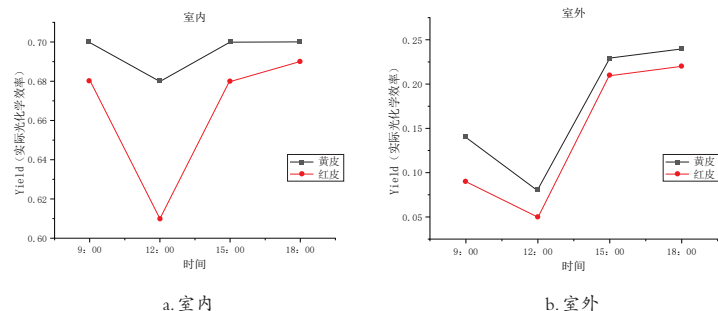 室内
Yield（实际光化学效率）
0.70
0.68
0.66
0.64
0.62
0.60
黄皮
红皮
9: 00
12: 00
15: 00
18: 00
时间
a.室内
室外
Yield（实际光化学效率）
0.25
0.20
0.15
0.10
0.05
黄皮
红皮
9: 00
12: 00
15: 00
18: 00
时间
b.室外